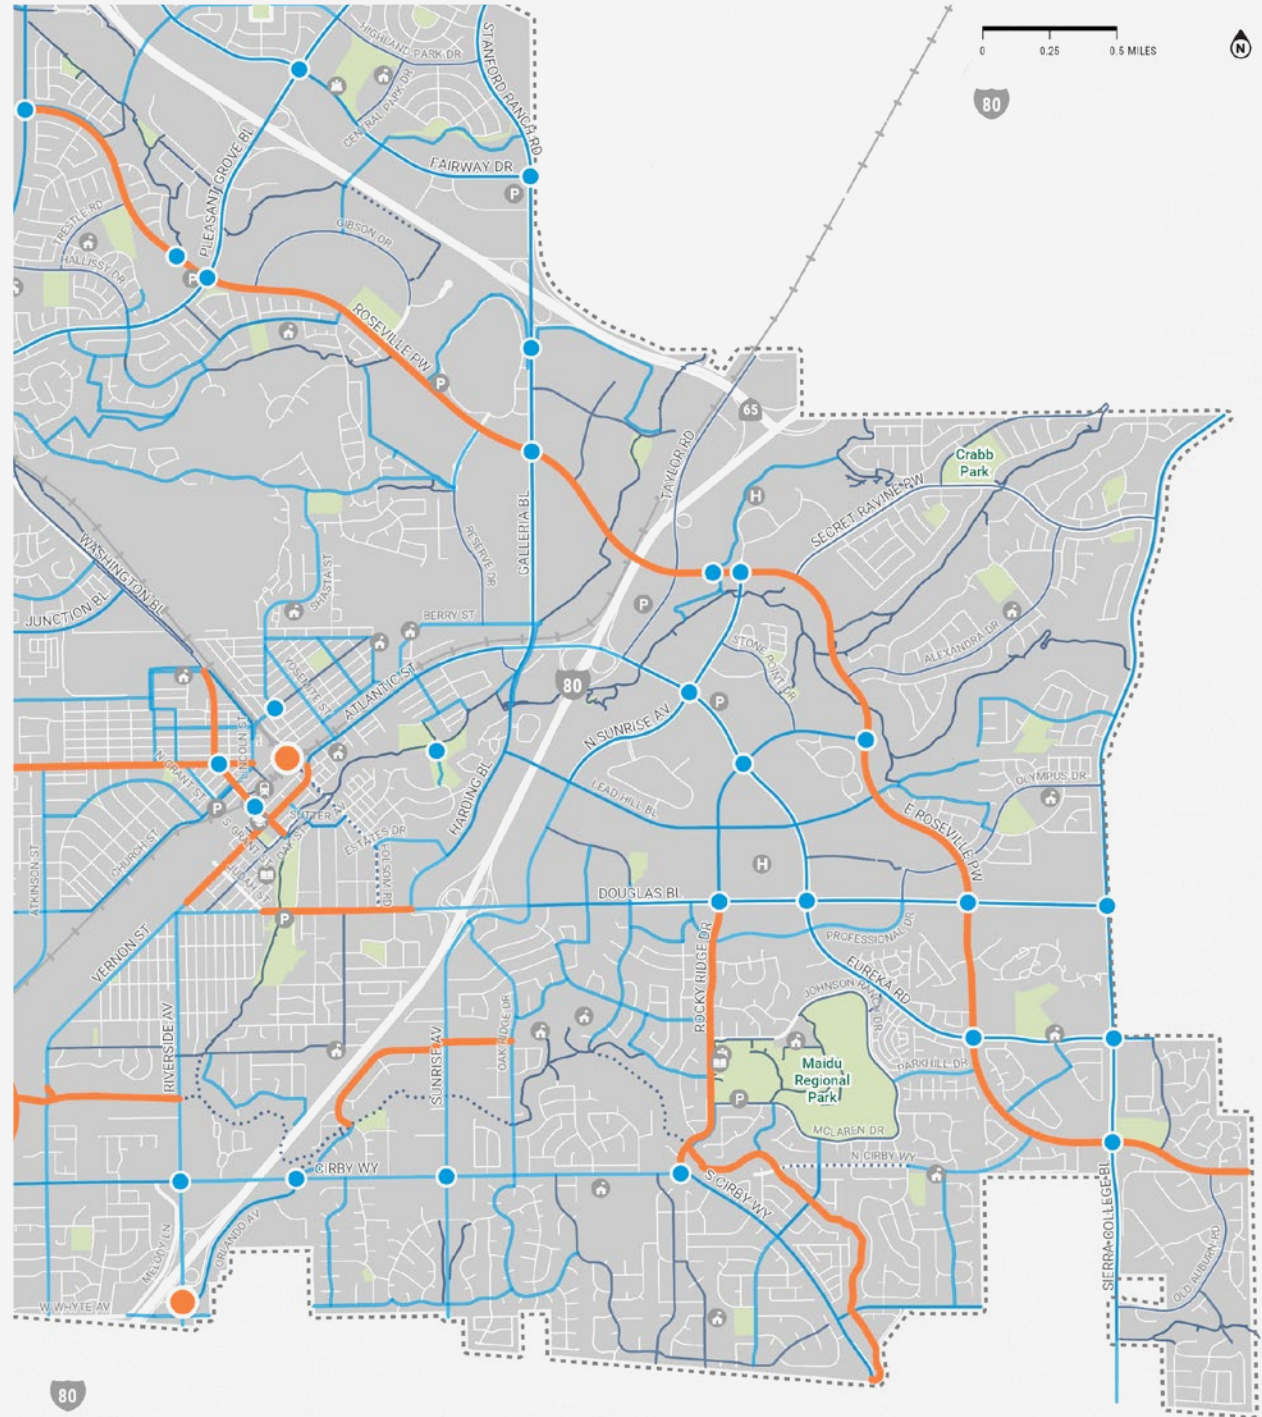 HIGHLAND PARK DR
STANFORD RANCH RD
0
0.25
0.5 MILES
N
80
CENTRAL PARK DR
PLEASANT GROVE BL
FAIRWAY DR
P
TRESTLE RD
GIBSON DR
HALLISSY DR
P
ROSEVILLE PW
P
65
TAYLOR RD
Crabb
Park
H
SECRET RAVINE PW
WASHINGTON BL
RESERVE DR
GALLERIA BL
SHASTA ST
JUNCTION BL
BERRY ST
P
STONE POINT DR
ALEXANDRA DR
YOSEMITE ST
ATLANTIC ST
80
P
N SUNRISE AV
LINCOLN ST
N GRANT ST
LEAD HILL BL
OLYMPUS DR
HARDING BL
P
SUTTER AV
S GRANT ST
ESTATES DR
E ROSEVILLE PW
CHURCH ST
OAK ST
JUDAH ST
FOLSOM RD
H
ATKINSON ST
DOUGLAS BL
P
VERNON ST
PROFESSIONAL DR
ROCKY RIDGE DR
EUREKA RD
JOHNSON RANCH DR
RIVERSIDE AV
SUNRISE AV
OAK RIDGE DR
Maidu
Regional
Park
PARKHILL DR
P
MCLAREN DR
N CIRBY WY
CIRBY WY
S CIRBY WY
SIERRA COLLEGE BL
MELODY LN
ORLANDO AV
OLD AUBURN RD
W WHYTE AV
80